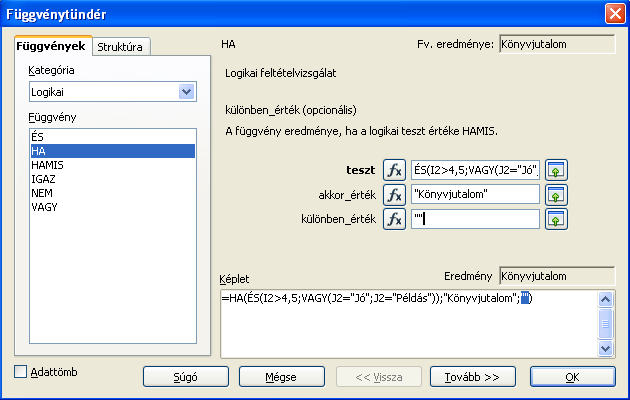 Függvénytündér
Függvények
Struktúra
Kategória
Logikai
Függvény
ÉS
HA
HAMIS
IGAZ
NEM
VAGY
HA
Fv. eredménye:
Könyvjutalom
Logikai feltételvizsgálat
különben_érték (opcionális)
A függvény eredménye, ha a logikai teszt értéke HAMIS.
teszt
fx
ÉS(I2>4,5;VAGY(J2="Jó"
akkor_érték
fx
"Könyvjutalom"
különben_érték
fx
""
Képlet
Eredmény
Könyvjutalom
=HA(ÉS(I2>4,5;VAGY(J2="Jó";J2="Példás"));"Könyvjutalom";"")
Adattömb
Súgó
Mégse
<< Vissza
Tovább >>
OK